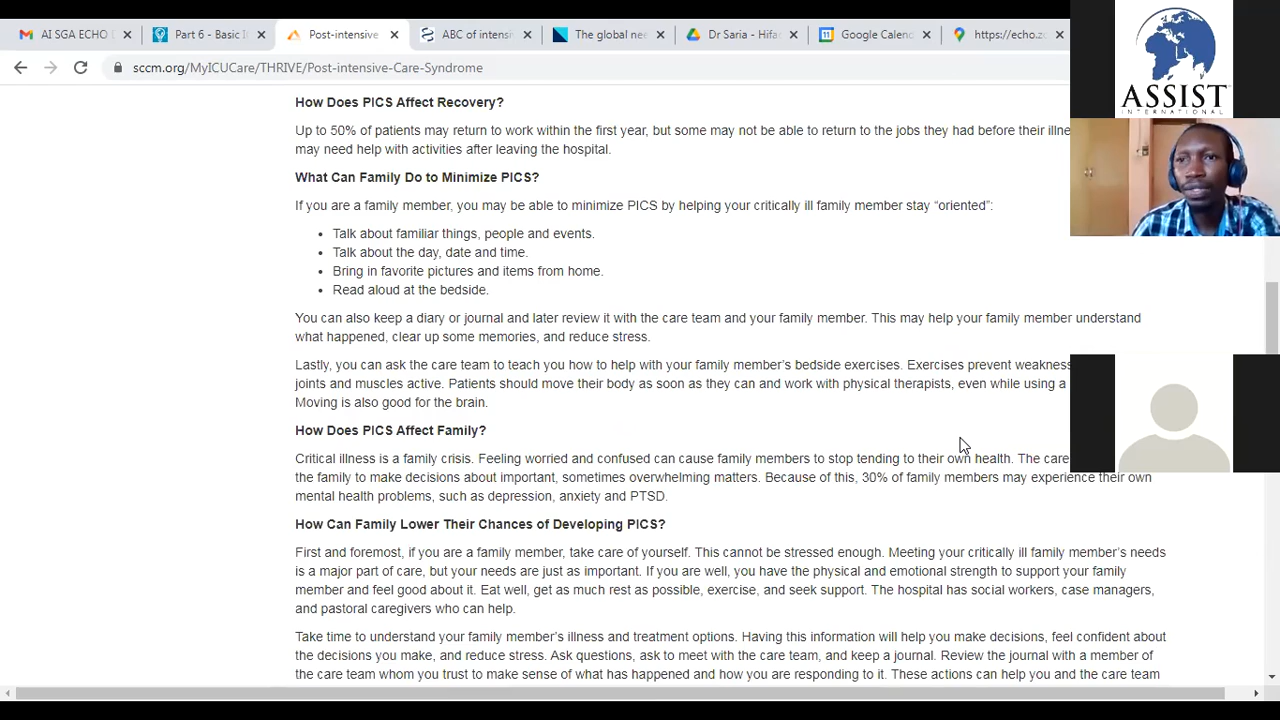 AI SGA ECHO
Part 6 - Basic I
Post-intensive
ABC of intens
The global nee
Dr Saria - Hifa
Google Calen
https://echo.z
sccm.org/MyICUCare/THRIVE/Post-intensive-Care-Syndrome
ASSIST
INTERNATIONAL
How Does PICS Affect Recovery?
Up to 50% of patients may return to work within the first year, but some may not be able to return to the jobs they had before their illne
may need help with activities after leaving the hospital.
What Can Family Do to Minimize PICS?
If you are a family member, you may be able to minimize PICS by helping your critically ill family member stay “oriented”:
• Talk about familiar things, people and events.
• Talk about the day, date and time.
• Bring in favorite pictures and items from home.
• Read aloud at the bedside.
You can also keep a diary or journal and later review it with the care team and your family member. This may help your family member understand
what happened, clear up some memories, and reduce stress.
Lastly, you can ask the care team to teach you how to help with your family member’s bedside exercises. Exercises prevent weakness
joints and muscles active. Patients should move their body as soon as they can and work with physical therapists, even while using a
Moving is also good for the brain.
How Does PICS Affect Family?
Critical illness is a family crisis. Feeling worried and confused can cause family members to stop tending to their own health. The care
the family to make decisions about important, sometimes overwhelming matters. Because of this, 30% of family members may experience their own
mental health problems, such as depression, anxiety and PTSD.
How Can Family Lower Their Chances of Developing PICS?
First and foremost, if you are a family member, take care of yourself. This cannot be stressed enough. Meeting your critically ill family member’s needs
is a major part of care, but your needs are just as important. If you are well, you have the physical and emotional strength to support your family
member and feel good about it. Eat well, get as much rest as possible, exercise, and seek support. The hospital has social workers, case managers,
and pastoral caregivers who can help.
Take time to understand your family member’s illness and treatment options. Having this information will help you make decisions, feel confident about
the decisions you make, and reduce stress. Ask questions, ask to meet with the care team, and keep a journal. Review the journal with a member of
the care team whom you trust to make sense of what has happened and how you are responding to it. These actions can help you and the care team